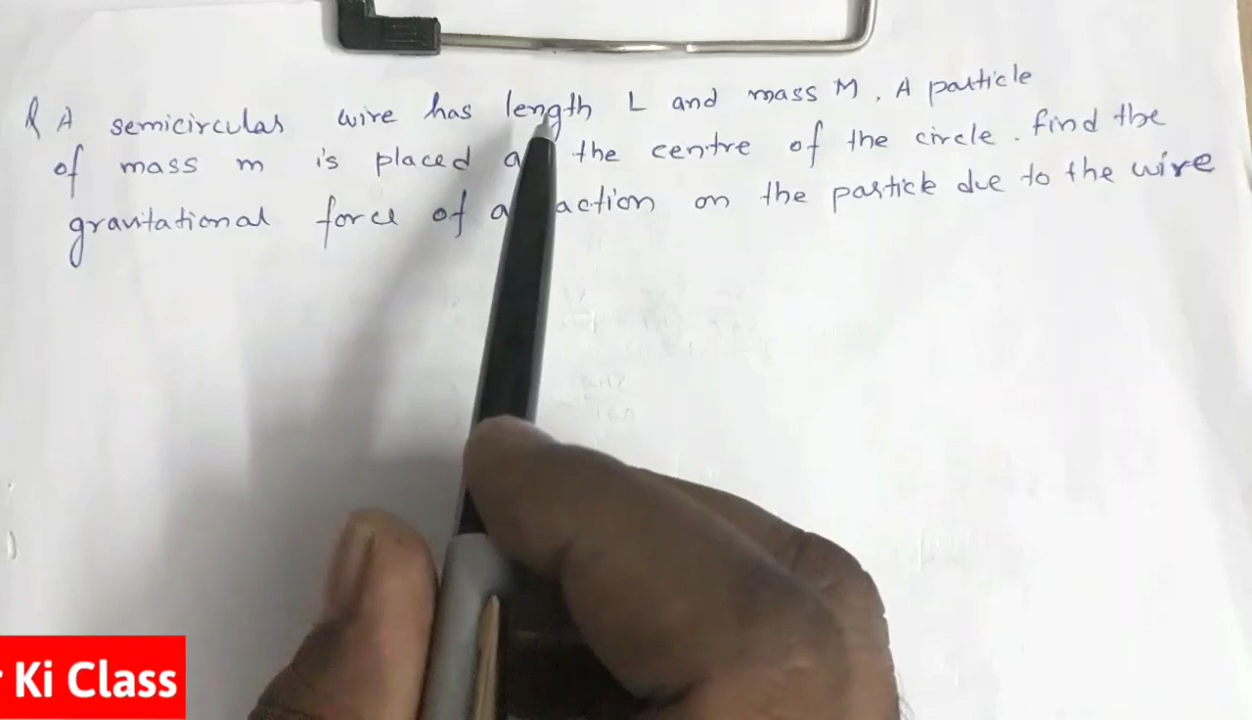 Q A semicircular wire has length L and mass M. A particle
of mass m is placed the centre of the circle. find the
gravitational force of on the particle due to the wire
Ki Class